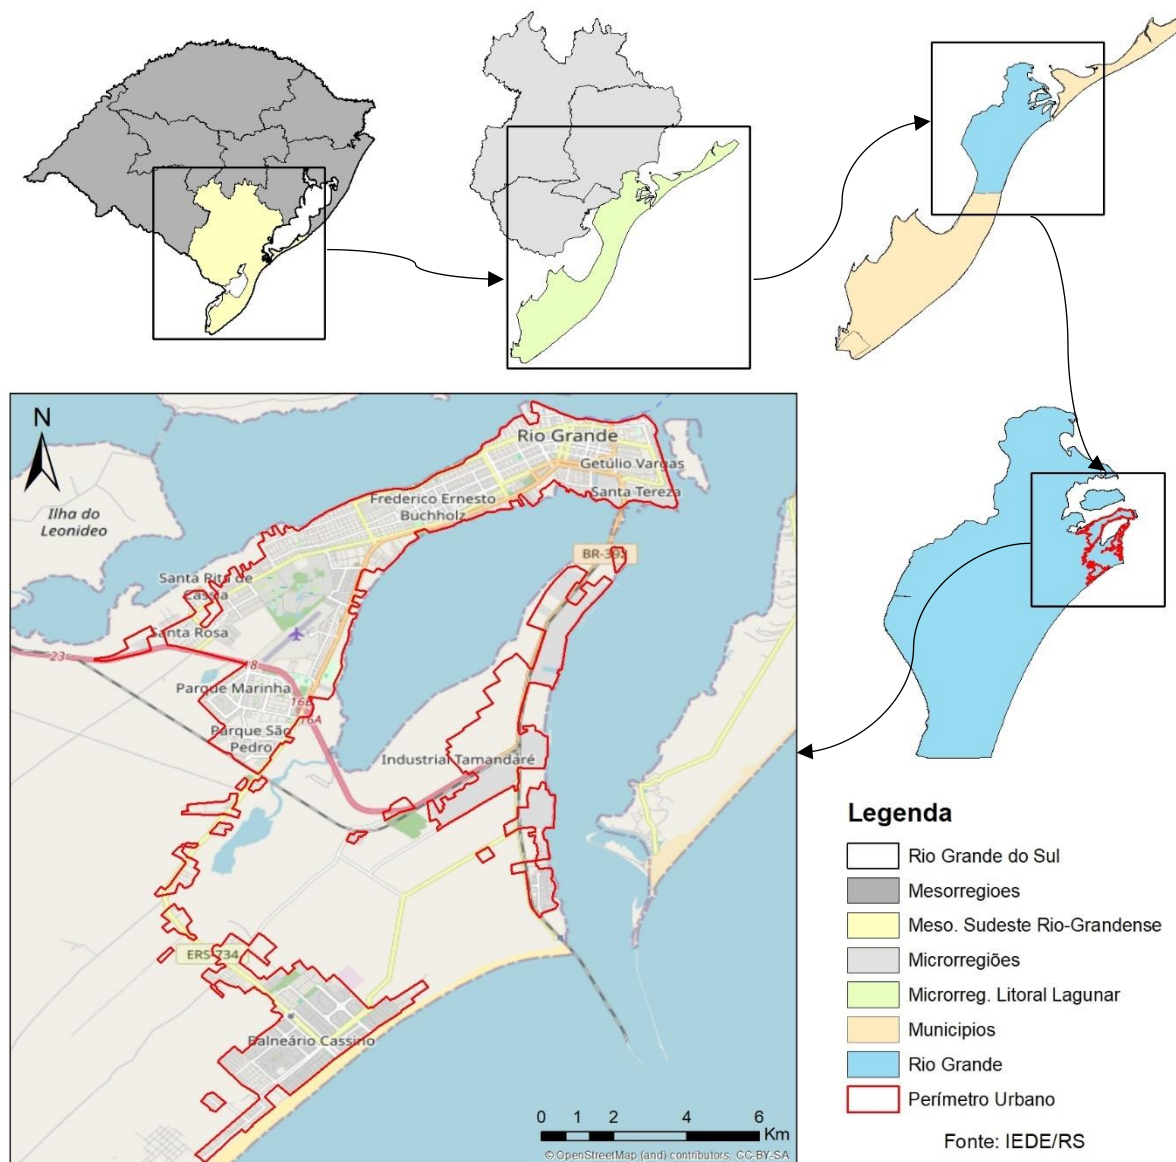 N
Rio Grande
Getúlio Vargas
Santa Tereza
Frederico Ernesto
Buchholz
Ilha do
Leonideo
BR-392
Santa Rita de
Cássia
Santa Rosa
23
18
Parque Marinha
16B
16A
Parque São
Pedro
Industrial Tamandaré
ERS-734
Balneário Cassino
0 1 2 4 6
Km
© OpenStreetMap (and) contributors, CC-BY-SA
Legenda
Rio Grande do Sul
Mesorregioes
Meso. Sudeste Rio-Grandense
Microrregiões
Microrreg. Litoral Lagunar
Municipios
Rio Grande
Perímetro Urbano
Fonte: IEDE/RS